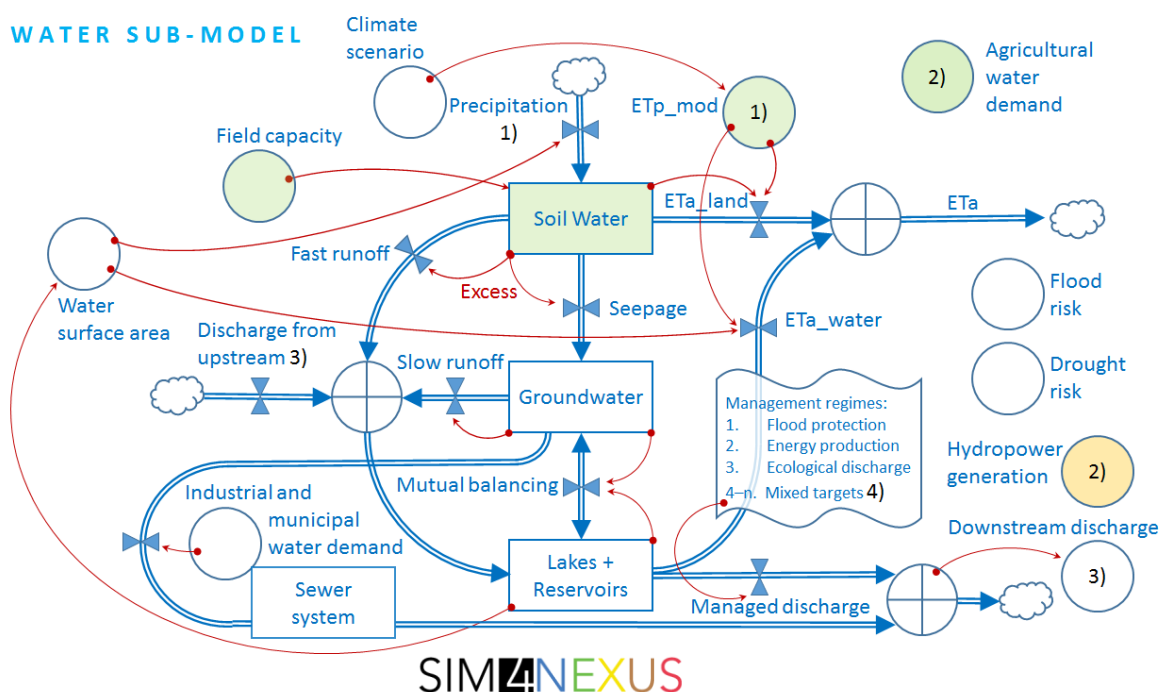 WATER SUB-MODEL
Climate
scenario
Precipitation
1)
ETp_mod
1)
2)
Agricultural
water
demand
Field capacity
Soil Water
ETa_land
ETa
Fast runoff
Excess
Seepage
ETa_water
Water
surface area
Flood
risk
Discharge from
upstream 3)
Slow runoff
Groundwater
Drought
risk
Management regimes:
1. Flood protection
2. Energy production
3. Ecological discharge
4–n. Mixed targets 4)
Hydropower
generation
2)
Mutual balancing
Industrial and
municipal
water demand
Downstream discharge
3)
Lakes +
Reservoirs
Sewer
system
Managed discharge
SIM4NEXUS